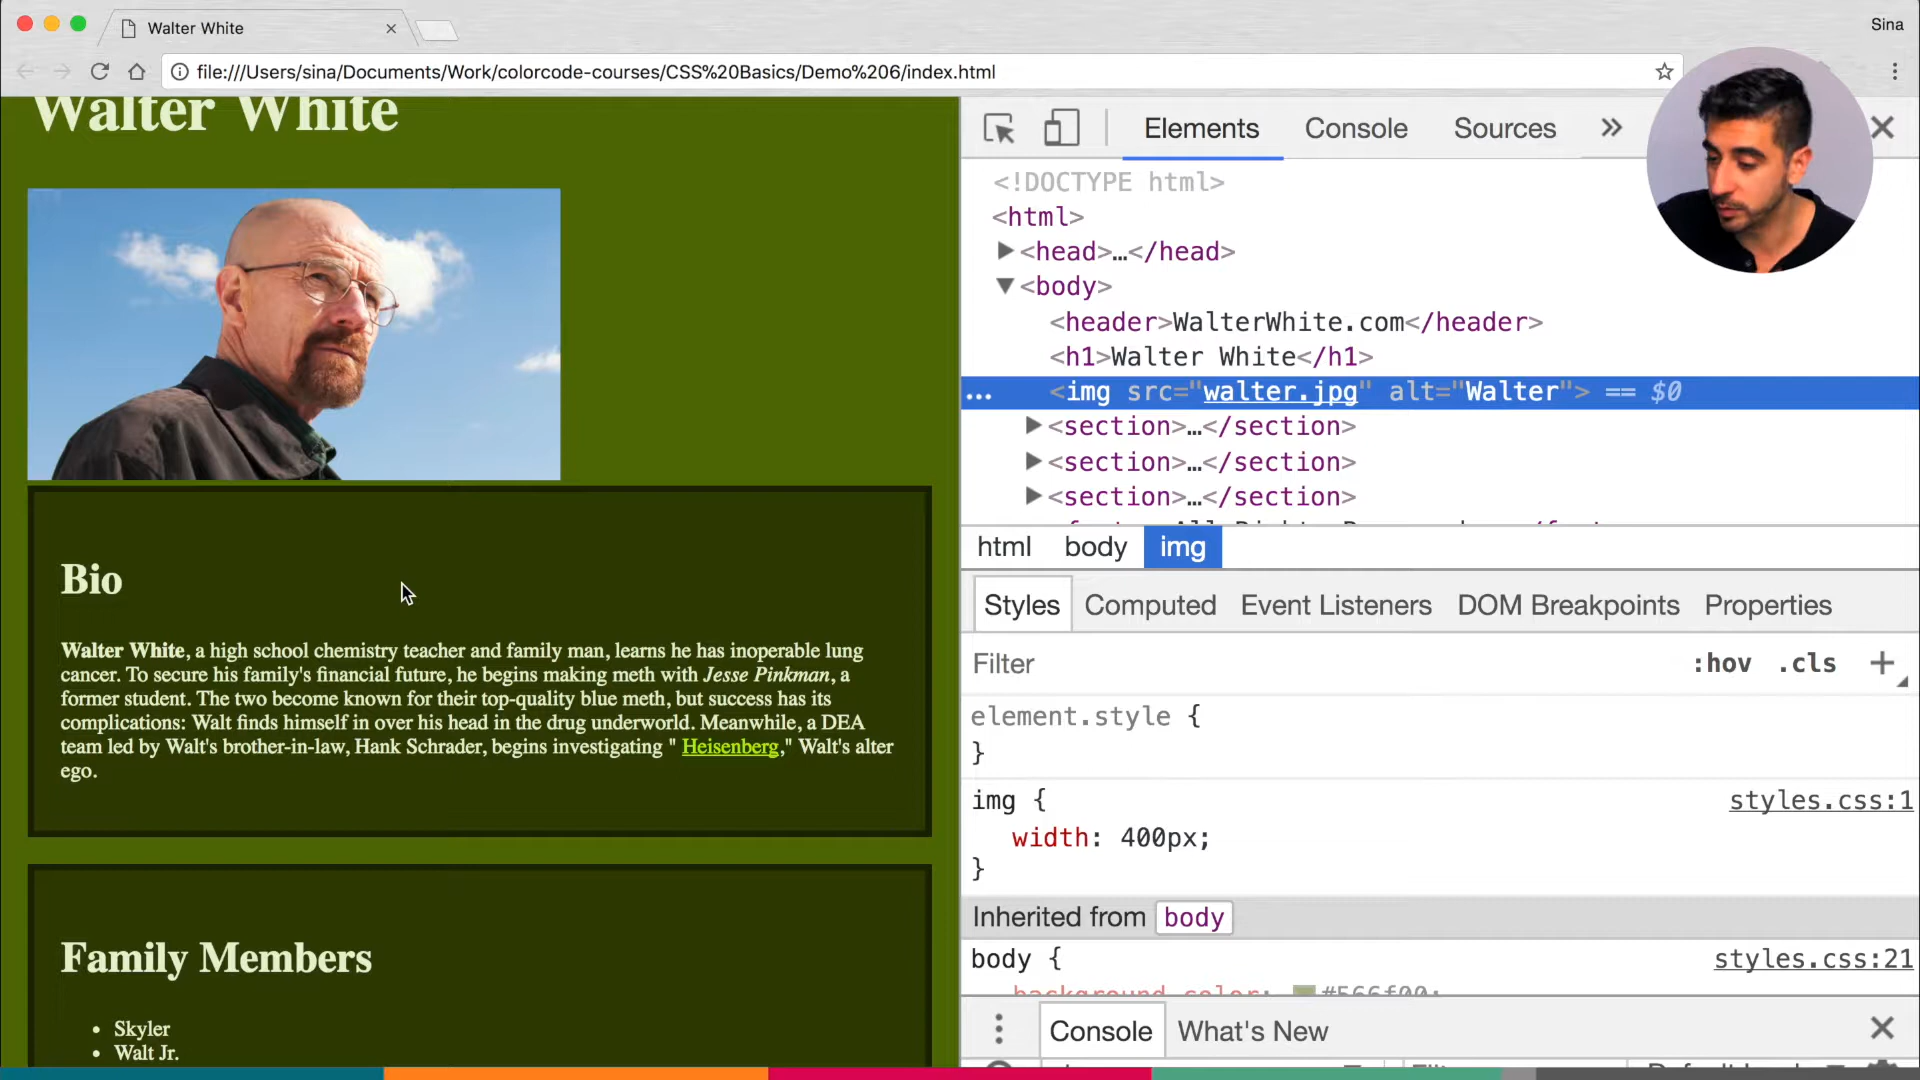 Walter White
Sina
file:///Users/sina/Documents/Work/colorcode-courses/CSS%20Basics/Demo%206/index.html
Walter White
Bio
Walter White, a high school chemistry teacher and family man, learns he has inoperable lung
cancer. To secure his family's financial future, he begins making meth with Jesse Pinkman, a
former student. The two become known for their top-quality blue meth, but success has its
complications: Walt finds himself in over his head in the drug underworld. Meanwhile, a DEA
team led by Walt's brother-in-law, Hank Schrader, begins investigating " Heisenberg," Walt's alter
ego.
Family Members
• Skyler
• Walt Jr.
Elements Console Sources »
<!DOCTYPE html>
<html>
<head>…</head>
<body>
<header>WalterWhite.com</header>
<h1>Walter White</h1>
<img src="walter.jpg" alt="Walter"> == $0
<section>…</section>
<section>…</section>
<section>…</section>
html body img
Styles Computed Event Listeners DOM Breakpoints Properties
Filter :hov .cls +
element.style {
}
img { styles.css:1
width: 400px;
}
Inherited from body
body { styles.css:21
background-color: #566f00;
Console What's New